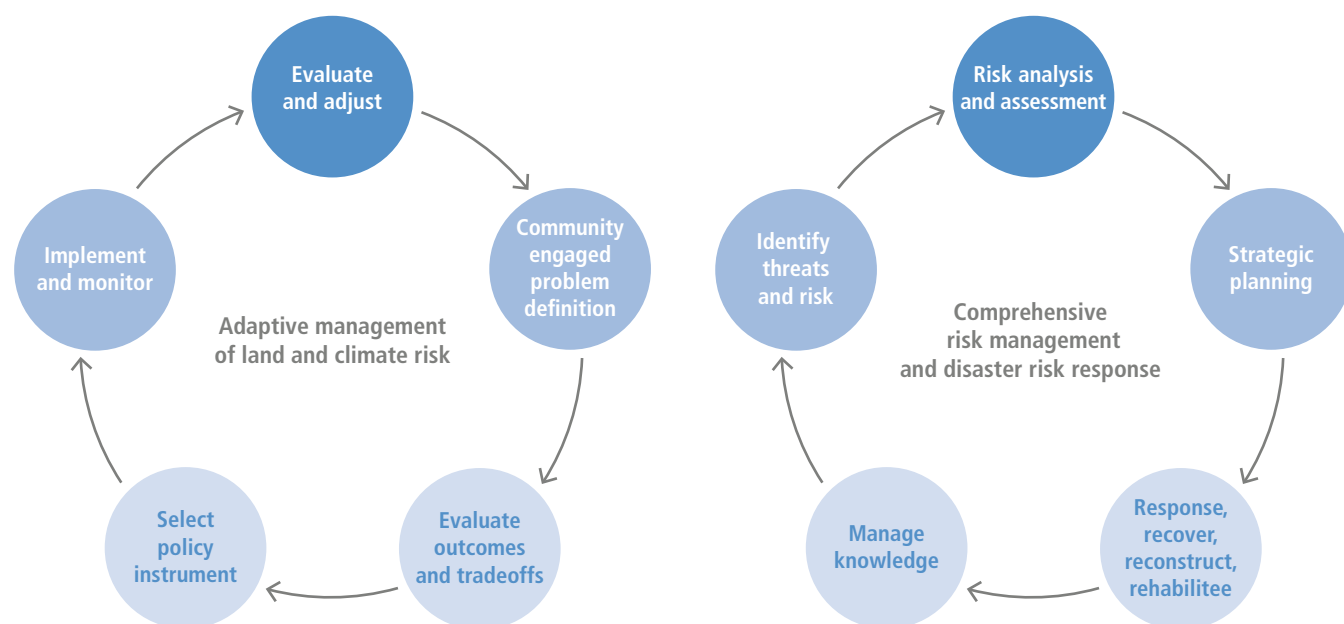 Evaluate
and adjust
Community
engaged
problem
definition
Evaluate
outcomes
and tradeoffs
Select
policy
instrument
Implement
and monitor
Adaptive management
of land and climate risk
Risk analysis
and assessment
Strategic
planning
Response,
recover,
reconstruct,
rehabilitee
Manage
knowledge
Identify
threats
and risk
Comprehensive
risk management
and disaster risk response